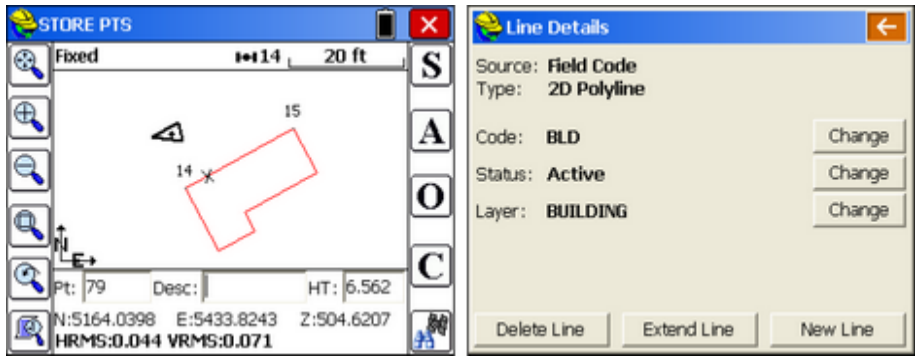 STORE PTS
Fixed 14 20 ft
S
15
A
14
O
N
E
C
Pt: 79 Desc: HT: 6.562
N:5164.0398 E:5433.8243 Z:504.6207
HRMS:0.044 VRMS:0.071
Line Details
Source: Field Code
Type: 2D Polyline
Code: BLD Change
Status: Active Change
Layer: BUILDING Change
Delete Line Extend Line New Line